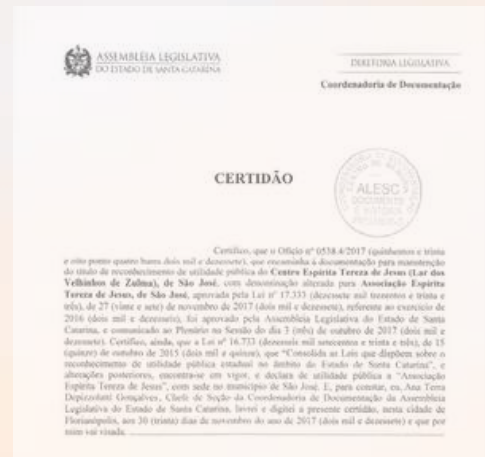 ASSEMBLEIA LEGISLATIVA
DO ESTADO DE SANTA CATARINA
DIRETORIA LEGISLATIVA
Coordenadoria de Documentação
CERTIDÃO
ALESC
DOCUMENTO
Certifico, que o Ofício nº 0538.4/2017 (quinhentos e trinta
e oito ponto quatro barra dois mil e dezessete), que encaminha a documentação para manutenção
do título de reconhecimento de utilidade pública do Centro Espírita Tereza de Jesus (Lar dos
Velhinhos de Zulma), de São José, com denominação alterada para Associação Espírita
Tereza de Jesus, de São José, aprovada pela Lei nº 17.333 (dezessete mil trezentos e trinta e
três), de 27 (vinte e sete) de novembro de 2017 (dois mil e dezessete), referente ao exercício de
2016 (dois mil e dezesseis), foi aprovado pela Assembleia Legislativa do Estado de Santa
Catarina, e comunicado ao Plenário na Sessão do dia 3 (três) de outubro de 2017 (dois mil e
dezessete). Certifico, ainda, que a Lei nº 16.733 (dezesseis mil setecentos e trinta e três), de 15
(quinze) de outubro de 2015 (dois mil e quinze), que "Consolida as Leis que dispõem sobre o
reconhecimento de utilidade pública estadual no âmbito do Estado de Santa Catarina", e
alterações posteriores, encontra-se em vigor, e declara de utilidade pública a "Associação
Espírita Tereza de Jesus", com sede no município de São José. E, para constar, eu, Ana Terra
Depizzolatti Gonçalves, Chefe de Seção da Coordenadoria de Documentação da Assembleia
Legislativa do Estado de Santa Catarina, lavrei e digitei a presente certidão, nesta cidade de
Florianópolis, aos 30 (trinta) dias de novembro do ano de 2017 (dois mil e dezessete) e que por
mim vai visada.